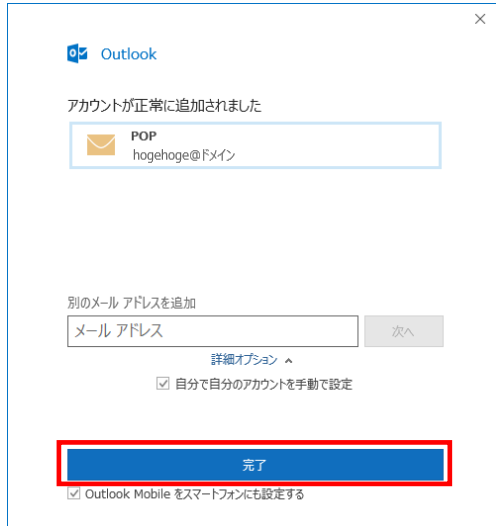 Outlook
アカウントが正常に追加されました
POP
hogehoge@ドメイン
別のメール アドレスを追加
メール アドレス
次へ
詳細オプション
自分で自分のアカウントを手動で設定
完了
Outlook Mobile をスマートフォンにも設定する